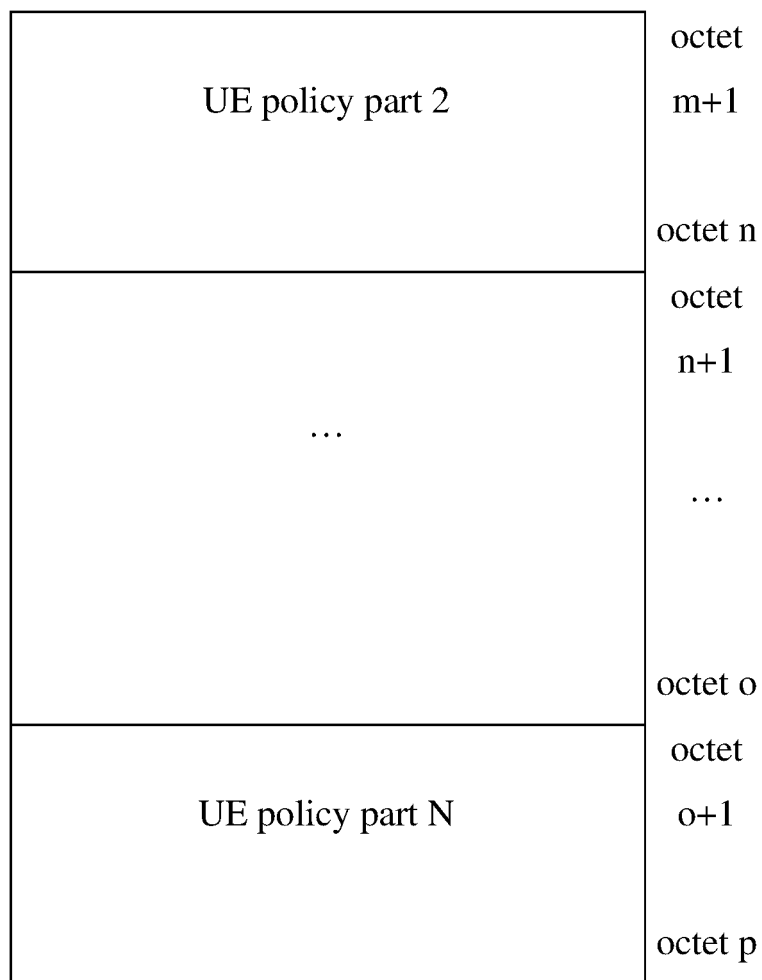 octet
UE policy part 2 m+1
octet n
octet
n+1
…
…
octet o
octet
UE policy part N o+1
octet p